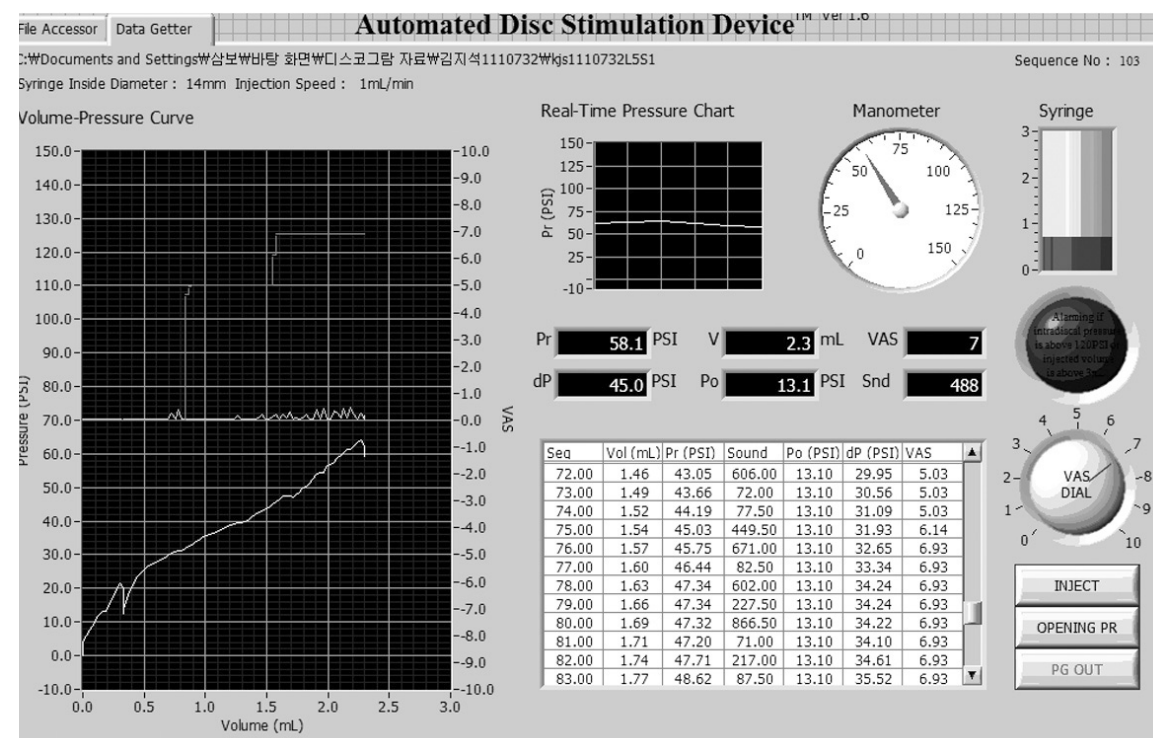 File Accessor
Data Getter
Automated Disc Stimulation Device
TM Ver 1.6
C:₩Documents and Settings₩삼보₩바탕 화면₩디스코그람 자료₩김지석1110732₩kjs1110732L5S1
Sequence No : 103
Syringe Inside Diameter : 14mm Injection Speed : 1mL/min
Volume-Pressure Curve
150.0
140.0
130.0
120.0
110.0
100.0
90.0
80.0
70.0
60.0
50.0
40.0
30.0
20.0
10.0
0.0
-10.0
Pressure (PSI)
10.0
9.0
8.0
7.0
6.0
5.0
4.0
3.0
2.0
1.0
0.0
-1.0
-2.0
-3.0
-4.0
-5.0
-6.0
-7.0
-8.0
-9.0
-10.0
VAS
0.0 0.5 1.0 1.5 2.0 2.5 3.0
Volume (mL)
Real-Time Pressure Chart
150
125
100
75
50
25
-10
Pr (PSI)
Manometer
0 25 50 75 100 125 150
Syringe
3
2
1
0
Alarming if
intradiscal pressure
is above 120PSI or
injected volume
is above 3mL
Pr 58.1 PSI V 2.3 mL VAS 7
dP 45.0 PSI Po 13.1 PSI Snd 488
Seq Vol (mL) Pr (PSI) Sound Po (PSI) dP (PSI) VAS
72.00 1.46 43.05 606.00 13.10 29.95 5.03
73.00 1.49 43.66 72.00 13.10 30.56 5.03
74.00 1.52 44.19 77.50 13.10 31.09 5.03
75.00 1.54 45.03 449.50 13.10 31.93 6.14
76.00 1.57 45.75 671.00 13.10 32.65 6.93
77.00 1.60 46.44 82.50 13.10 33.34 6.93
78.00 1.63 47.34 602.00 13.10 34.24 6.93
79.00 1.66 47.34 227.50 13.10 34.24 6.93
80.00 1.69 47.32 866.50 13.10 34.22 6.93
81.00 1.71 47.20 71.00 13.10 34.10 6.93
82.00 1.74 47.71 217.00 13.10 34.61 6.93
83.00 1.77 48.62 87.50 13.10 35.52 6.93
0 1 2 3 4 5 6 7 8 9 10
VAS
DIAL
INJECT
OPENING PR
PG OUT